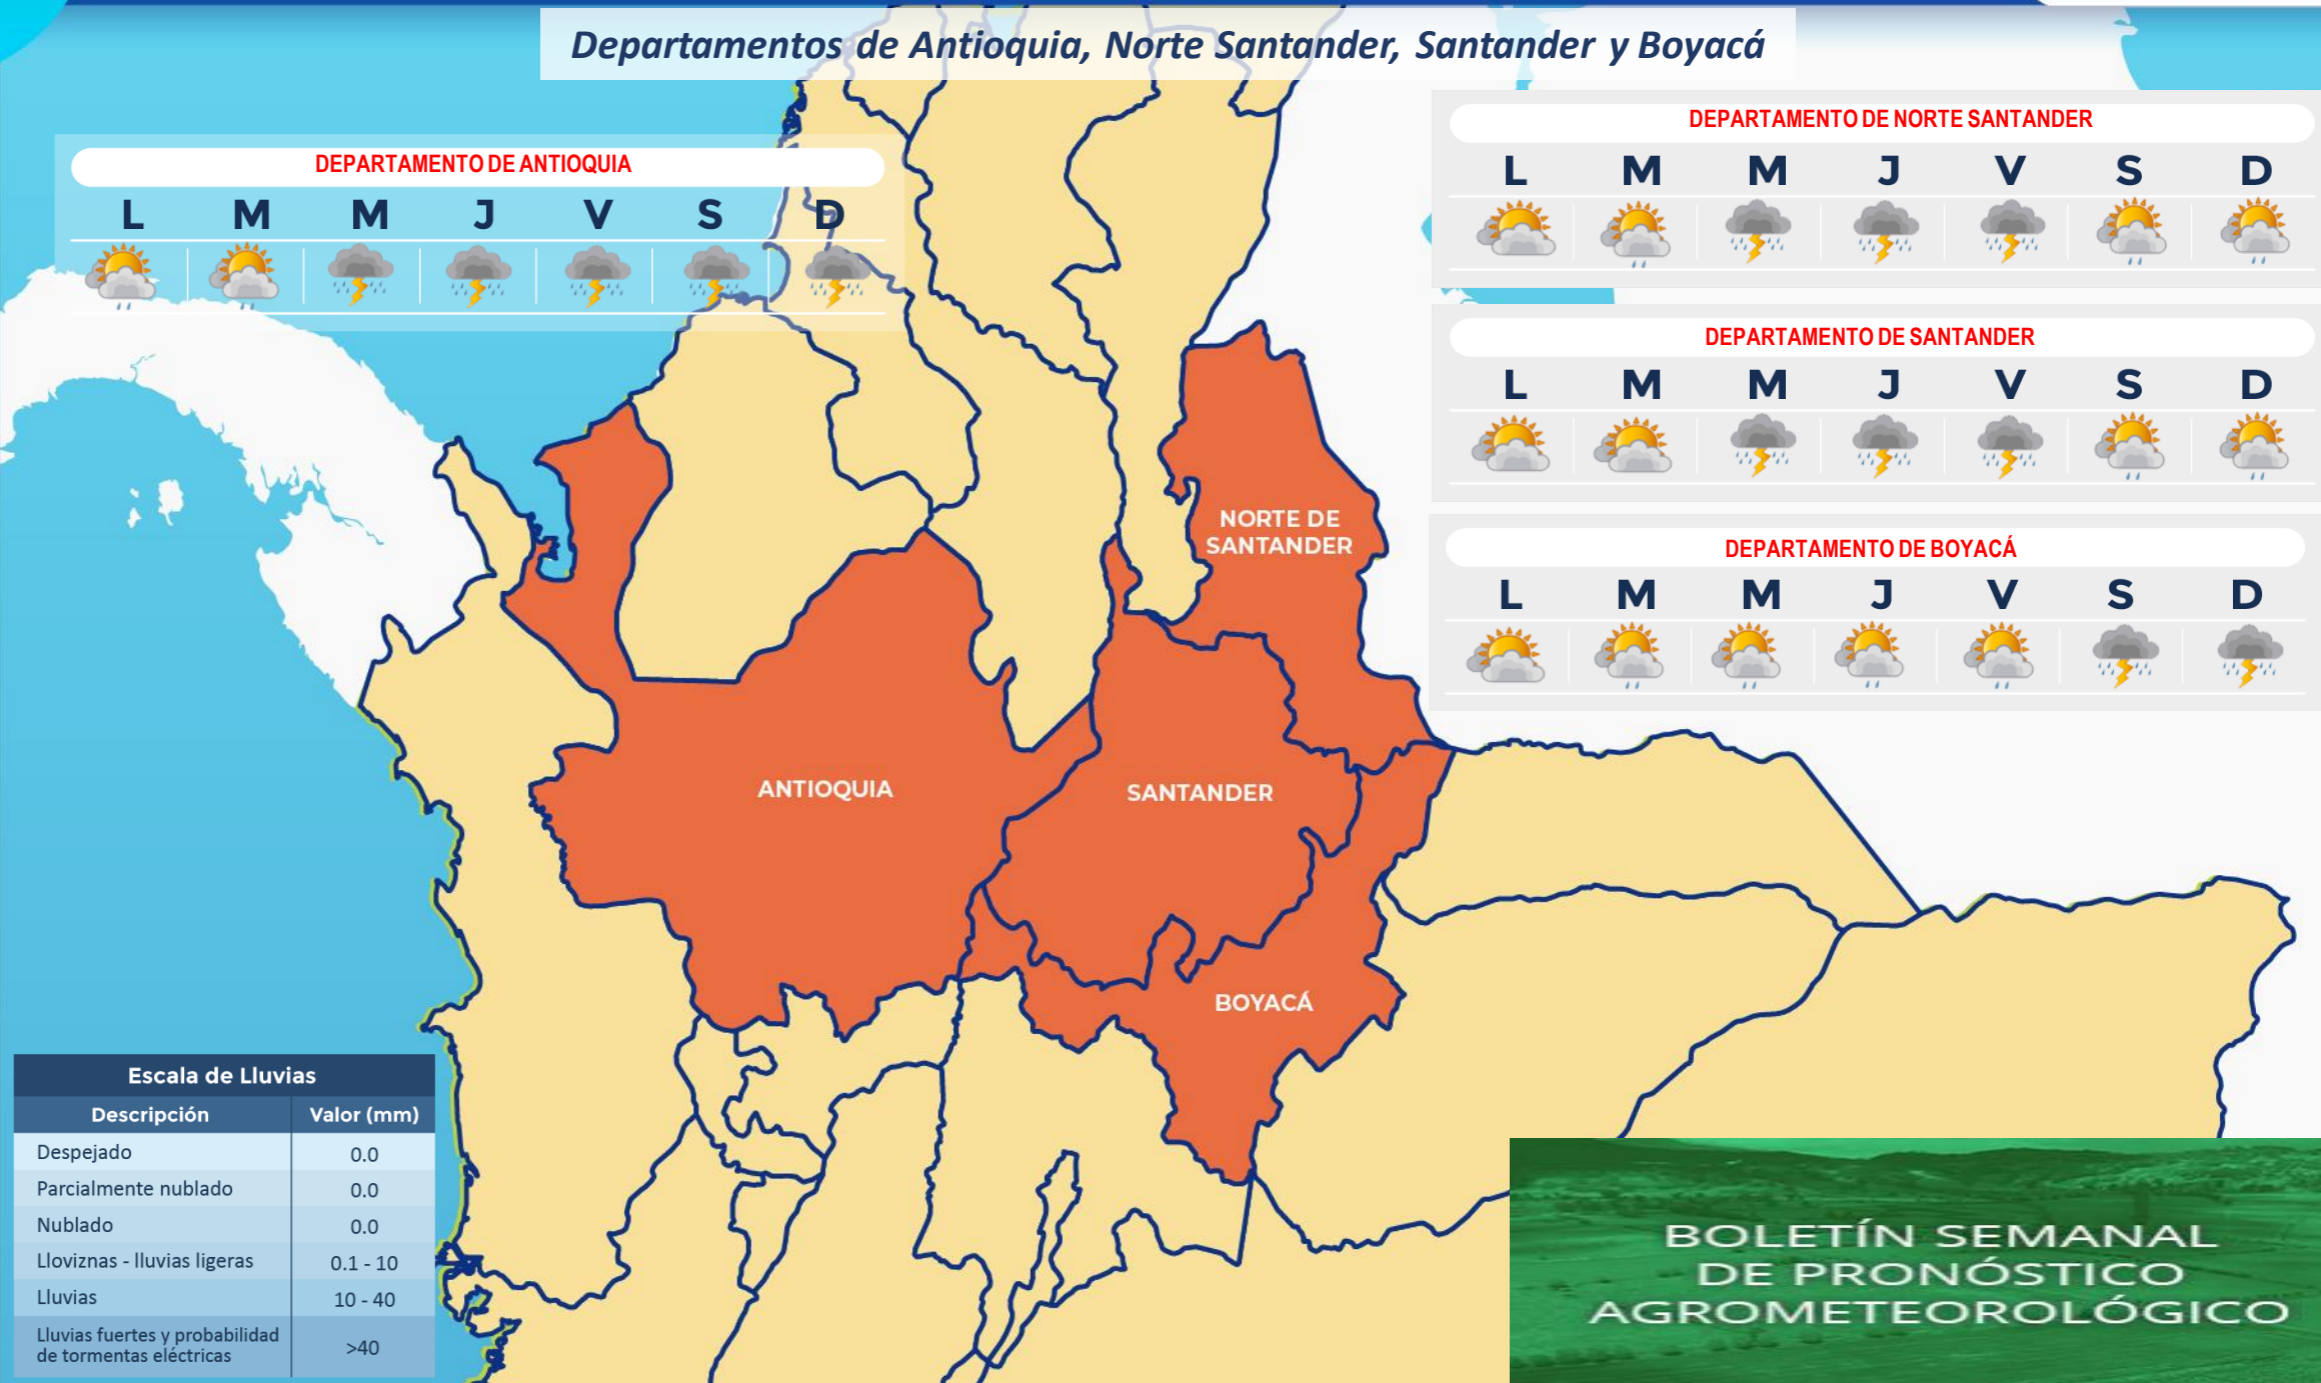 Departamentos de Antioquia, Norte Santander, Santander y Boyacá
DEPARTAMENTO DE ANTIOQUIA
L M M J V S D
DEPARTAMENTO DE NORTE SANTANDER
L M M J V S D
DEPARTAMENTO DE SANTANDER
L M M J V S D
DEPARTAMENTO DE BOYACÁ
L M M J V S D
NORTE DE
SANTANDER
ANTIOQUIA
SANTANDER
BOYACÁ
Escala de Lluvias
Descripción Valor (mm)
Despejado 0.0
Parcialmente nublado 0.0
Nublado 0.0
Lloviznas - lluvias ligeras 0.1 - 10
Lluvias 10 - 40
Lluvias fuertes y probabilidad
de tormentas eléctricas >40
BOLETÍN SEMANAL
DE PRONÓSTICO
AGROMETEOROLÓGICO